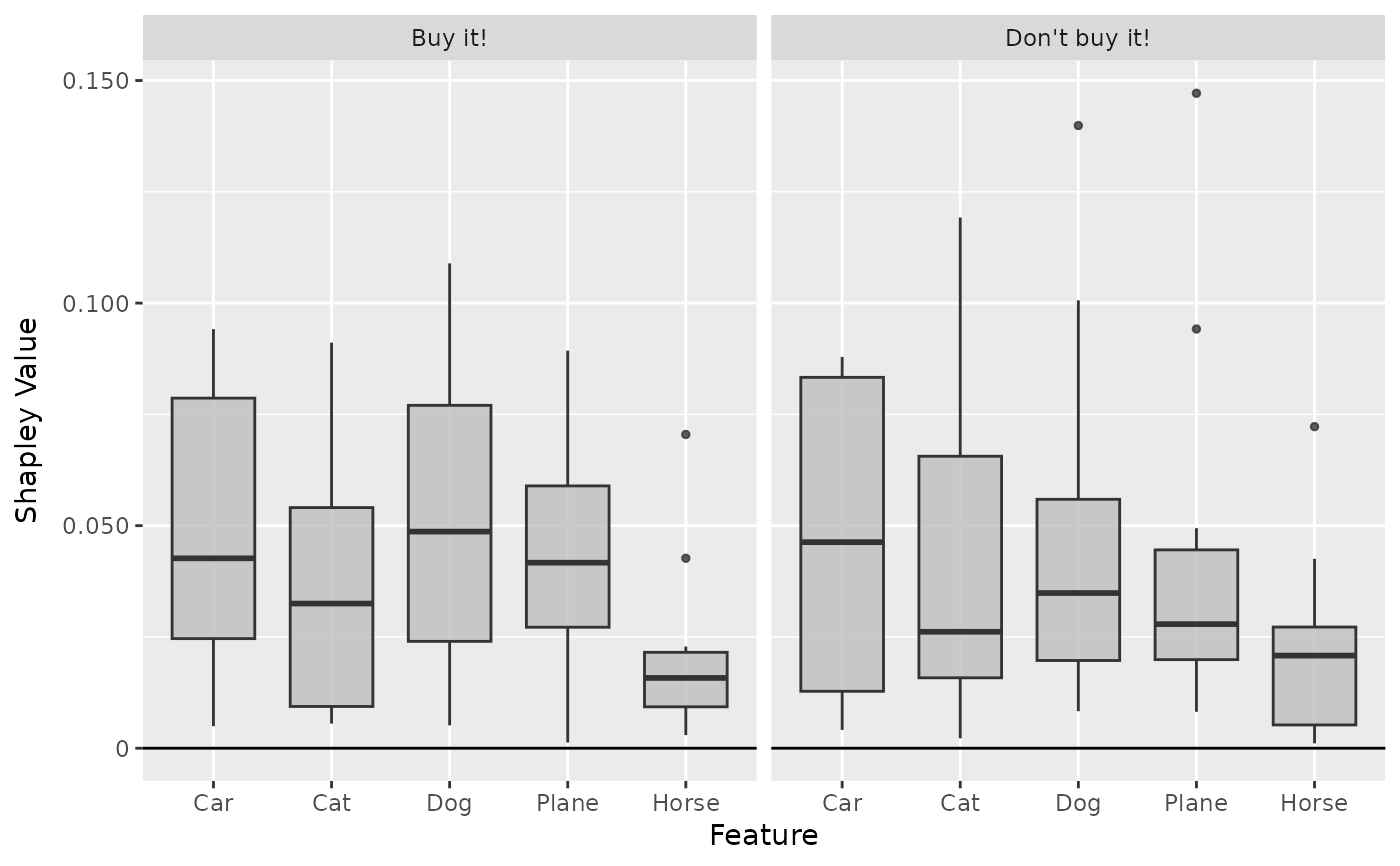 Buy it!
Don't buy it!
0.150
0.100
0.050
0
Shapley Value
Car Cat Dog Plane Horse
Car Cat Dog Plane Horse
Feature